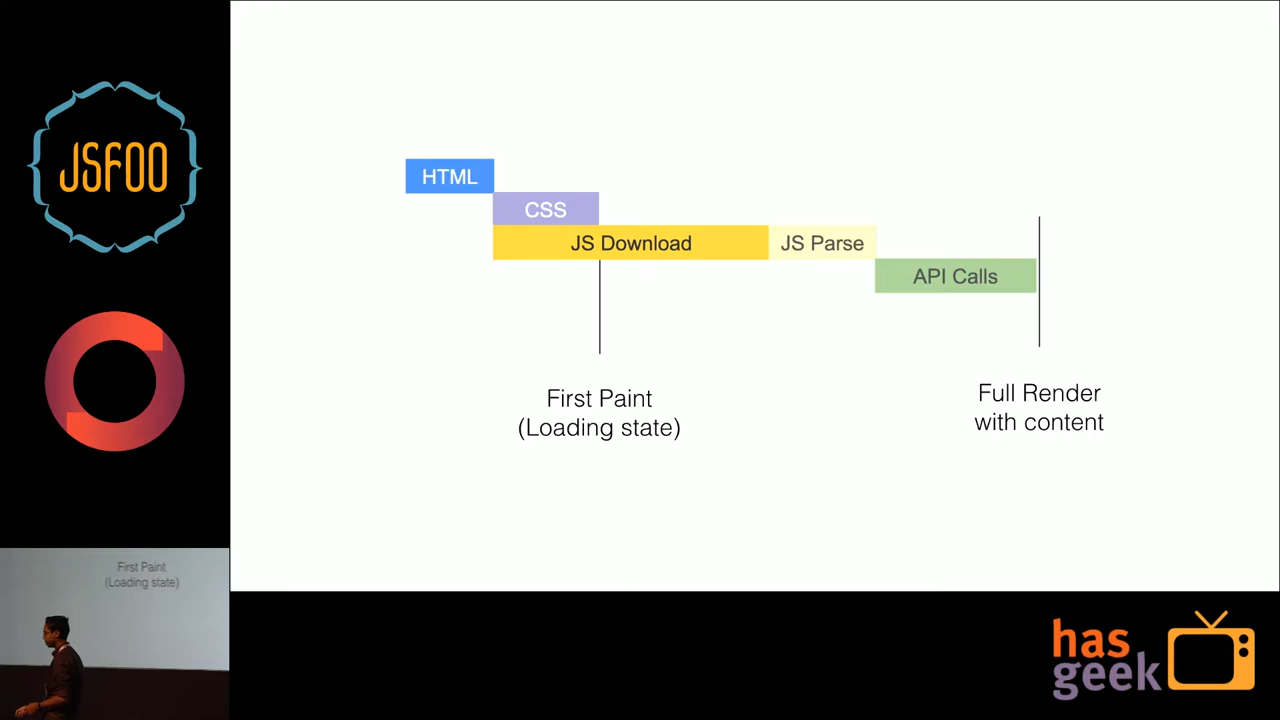 JSFOO
HTML
CSS
JS Download
JS Parse
API Calls
First Paint
(Loading state)
Full Render
with content
First Paint
(Loading state)
has
geek